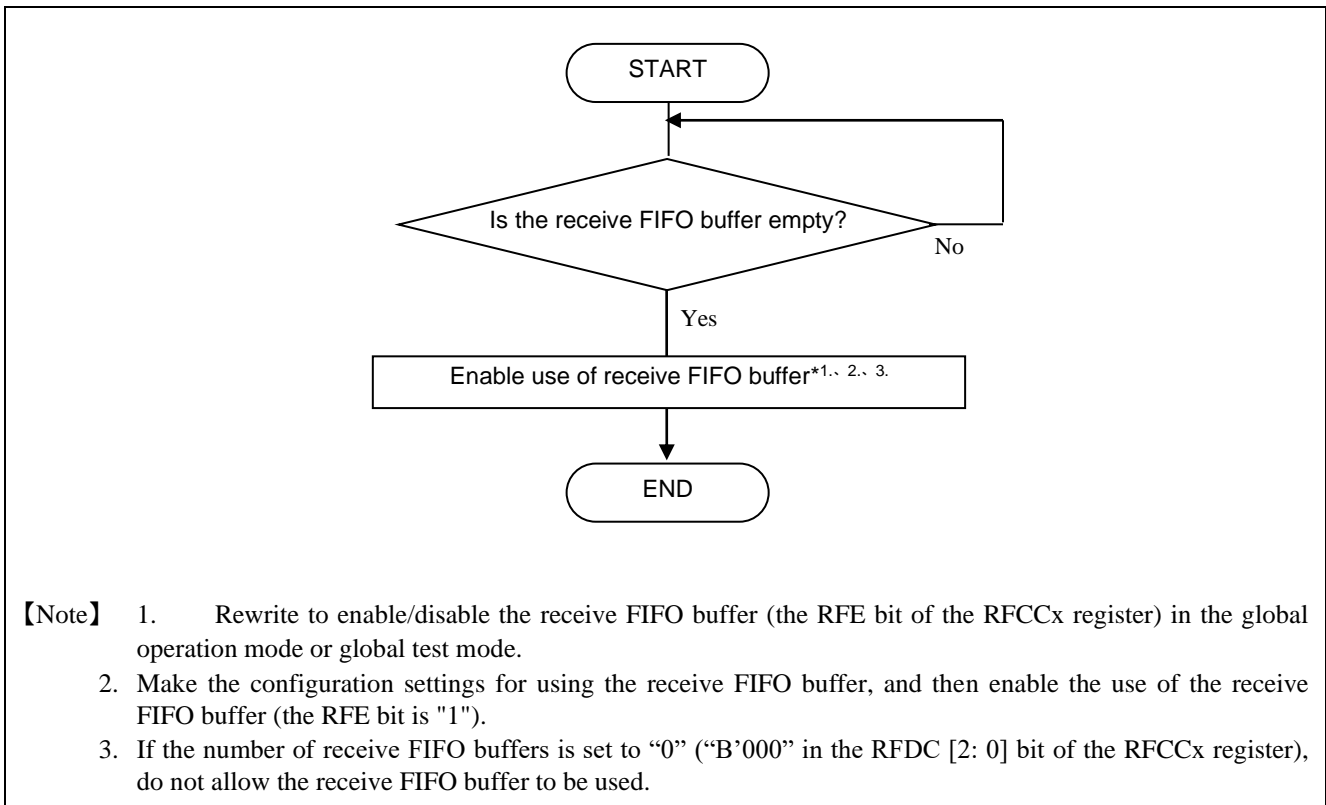 START
Is the receive FIFO buffer empty?
No
Yes
Enable use of receive FIFO buffer*1.、2.、3.
END
【Note】 1. Rewrite to enable/disable the receive FIFO buffer (the RFE bit of the RFCCx register) in the global
operation mode or global test mode.
2. Make the configuration settings for using the receive FIFO buffer, and then enable the use of the receive
FIFO buffer (the RFE bit is "1").
3. If the number of receive FIFO buffers is set to “0” (“B’000” in the RFDC [2: 0] bit of the RFCCx register),
do not allow the receive FIFO buffer to be used.